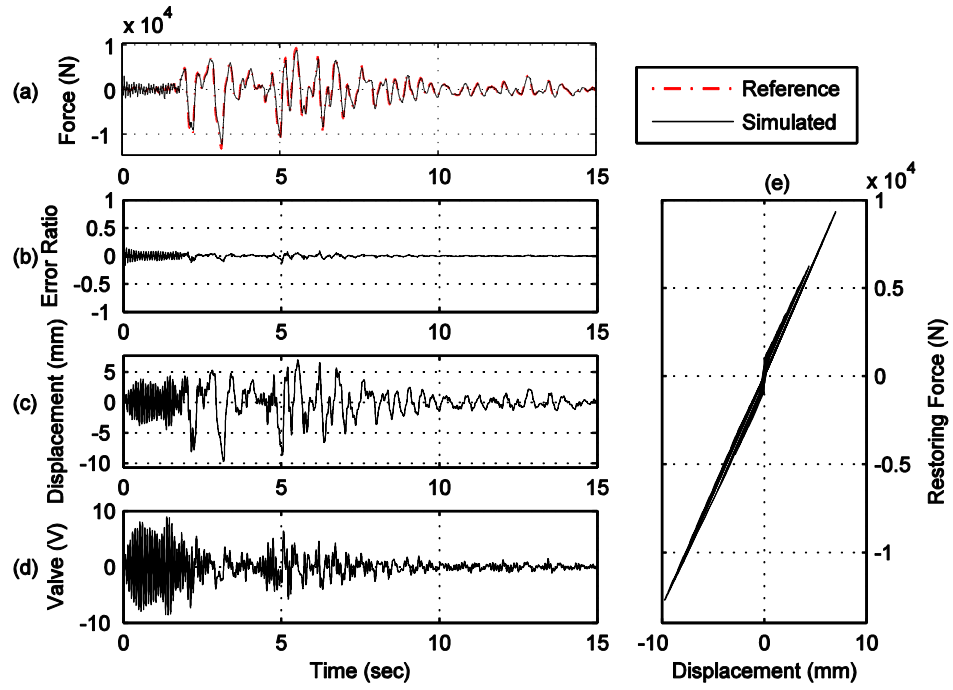 x 10^4
1
0
-1
Force (N)
(a)
0 5 10 15
Reference
Simulated
1
0.5
0
-0.5
-1
Error Ratio
(b)
0 5 10 15
5
0
-5
-10
Displacement (mm)
(c)
0 5 10 15
10
0
-10
Valve (V)
(d)
0 5 10 15
Time (sec)
(e)
x 10^4
1
0.5
0
-0.5
-1
Restoring Force (N)
-10 0 10
Displacement (mm)